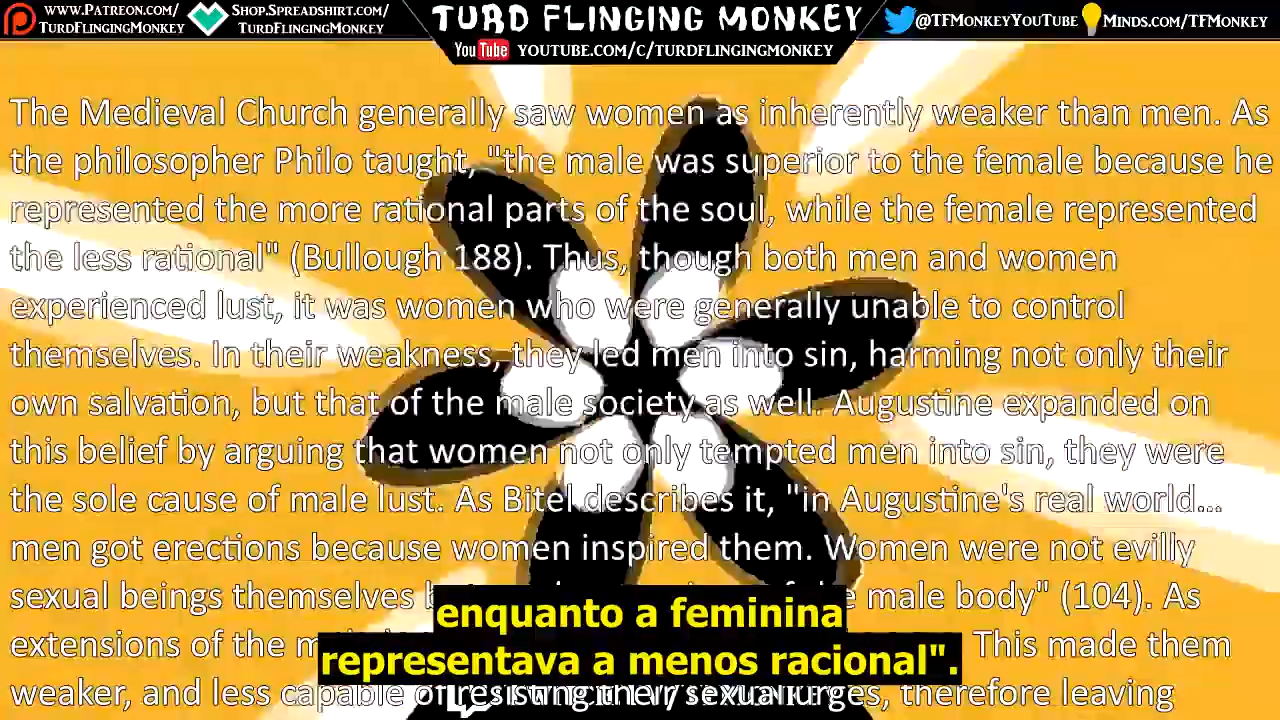 www.Patreon.com/
TurdFlingingMonkey
Shop.Spreadshirt.com/
TurdFlingingMonkey
TURD FLINGING MONKEY
You Tube youtube.com/c/turdflingingmonkey
@TFMonkeyYouTube
Minds.com/TFMonkey
The Medieval Church generally saw women as inherently weaker than men. As
the philosopher Philo taught, "the male was superior to the female because he
represented the more rational parts of the soul, while the female represented
the less rational" (Bullough 188). Thus, though both men and women
experienced lust, it was women who were generally unable to control
themselves. In their weakness, they led men into sin, harming not only their
own salvation, but that of the male society as well. Augustine expanded on
this belief by arguing that women not only tempted men into sin, they were
the sole cause of male lust. As Bitel describes it, "in Augustine's real world...
men got erections because women inspired them. Women were not evilly
sexual beings themselves male body" (104). As
enquanto a feminina
extensions of the This made them
representava a menos racional".
weaker, and less capable of resisting their sexual urges, therefore leaving